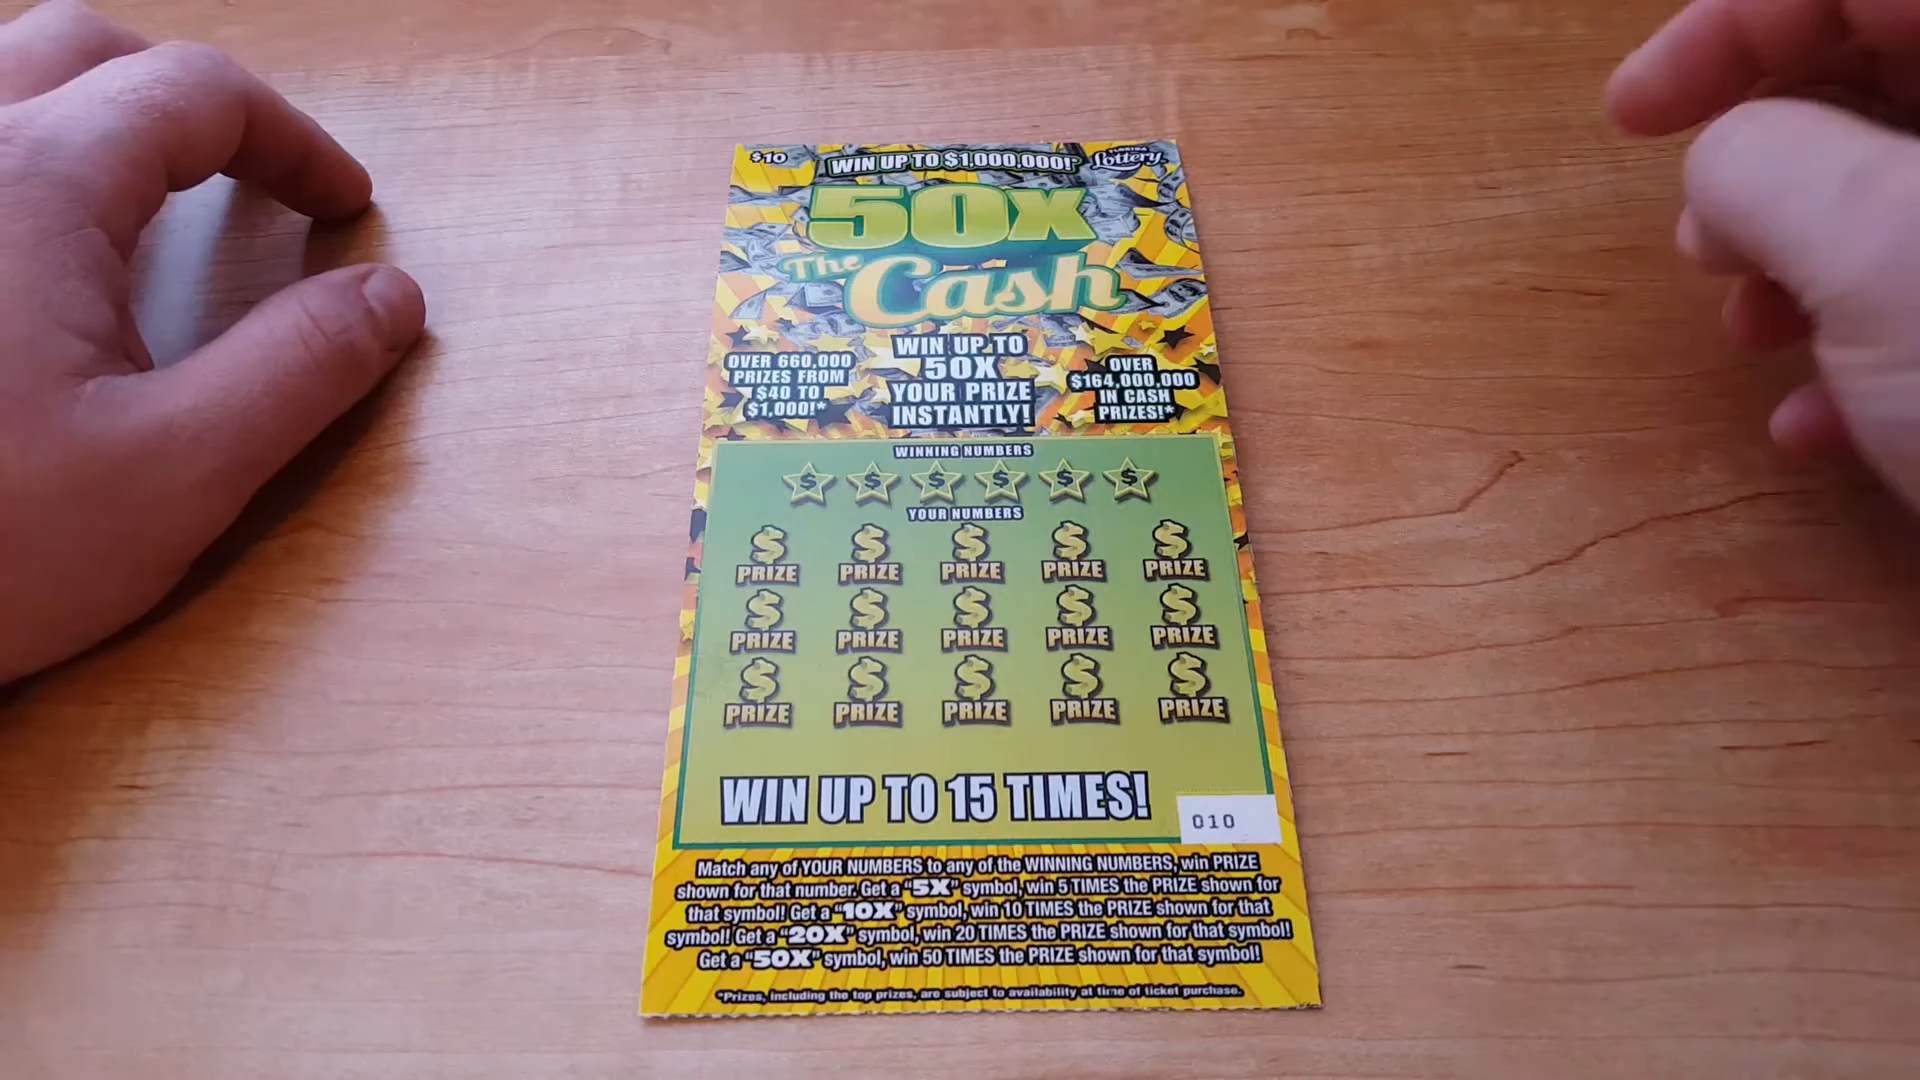 $10
WIN UP TO $1,000,000!*
FLORIDA
Lottery
50X
The Cash
OVER 660,000
PRIZES FROM
$40 TO
$1,000!*
WIN UP TO
50X
YOUR PRIZE
INSTANTLY!
OVER
$164,000,000
IN CASH
PRIZES!*
WINNING NUMBERS
$ $ $ $ $ $
YOUR NUMBERS
$ $ $ $ $
PRIZE PRIZE PRIZE PRIZE PRIZE
$ $ $ $ $
PRIZE PRIZE PRIZE PRIZE PRIZE
$ $ $ $ $
PRIZE PRIZE PRIZE PRIZE PRIZE
WIN UP TO 15 TIMES!
010
Match any of YOUR NUMBERS to any of the WINNING NUMBERS, win PRIZE
shown for that number. Get a "5X" symbol, win 5 TIMES the PRIZE shown for
that symbol! Get a "10X" symbol, win 10 TIMES the PRIZE shown for that
symbol! Get a "20X" symbol, win 20 TIMES the PRIZE shown for that symbol!
Get a "50X" symbol, win 50 TIMES the PRIZE shown for that symbol!
*Prizes, including the top prizes, are subject to availability at time of ticket purchase.